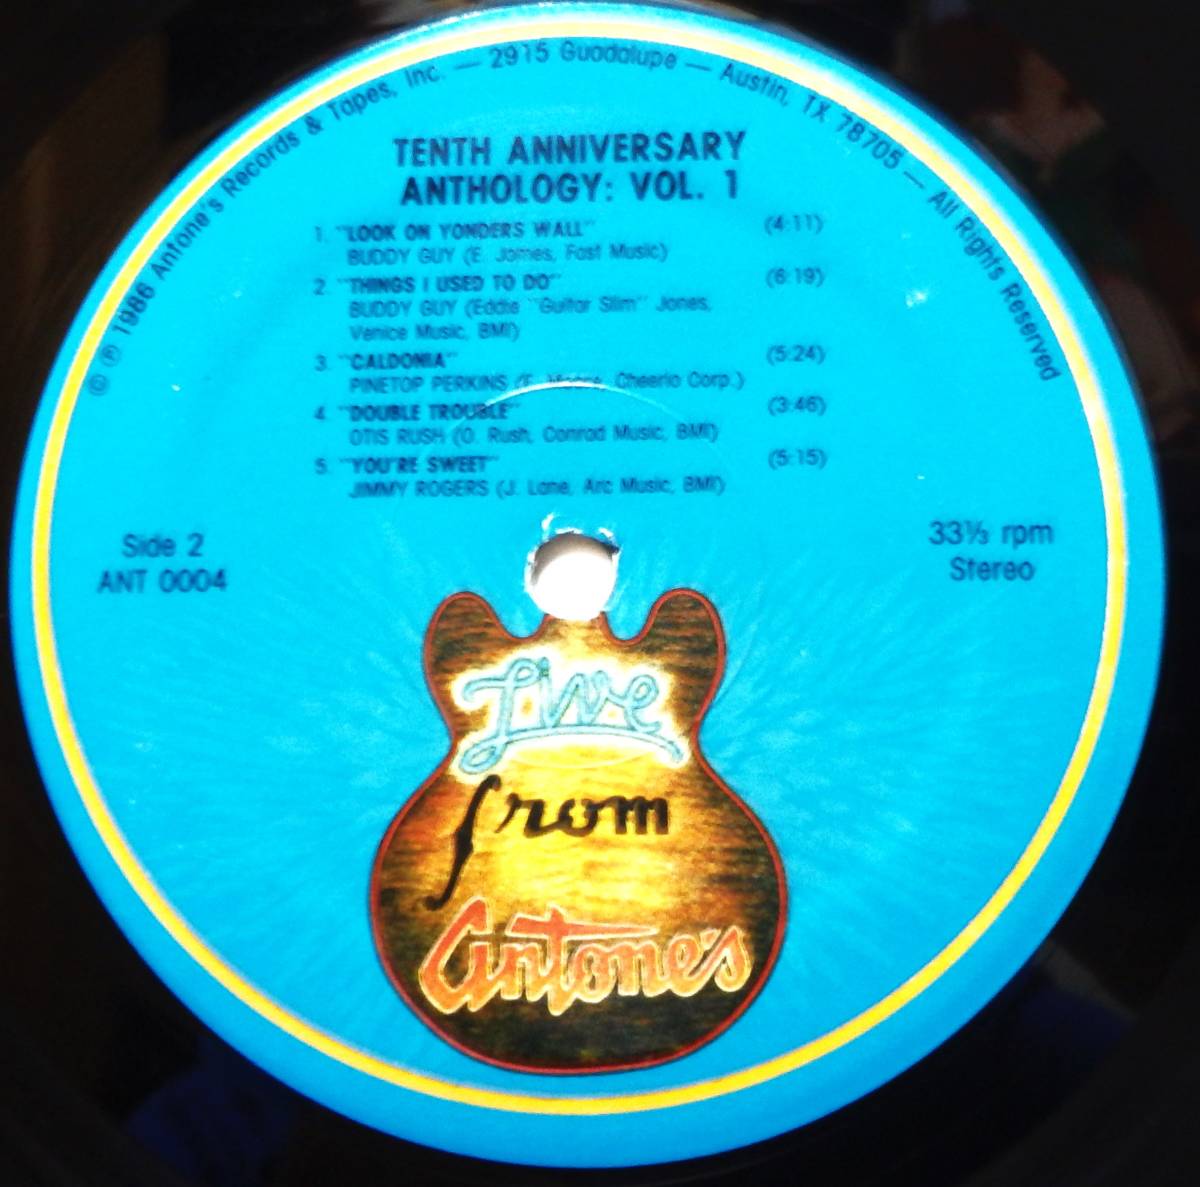 © ℗ 1986 Antone's Records & Tapes, Inc. — 2915 Guadalupe — Austin, TX 78705 — All Rights Reserved
TENTH ANNIVERSARY
ANTHOLOGY: VOL. 1
1. "LOOK ON YONDERS WALL" (4:11)
BUDDY GUY (E. James, Fast Music)
2. "THINGS I USED TO DO" (6:19)
BUDDY GUY (Eddie "Guitar Slim" Jones,
Venice Music, BMI)
3. "CALDONIA" (5:24)
PINETOP PERKINS (F. Moore, Cheerio Corp.)
4. "DOUBLE TROUBLE" (3:46)
OTIS RUSH (O. Rush, Conrad Music, BMI)
5. "YOU'RE SWEET" (5:15)
JIMMY ROGERS (J. Lane, Arc Music, BMI)
Side 2
ANT 0004
33⅓ rpm
Stereo
Live
from
Antone's